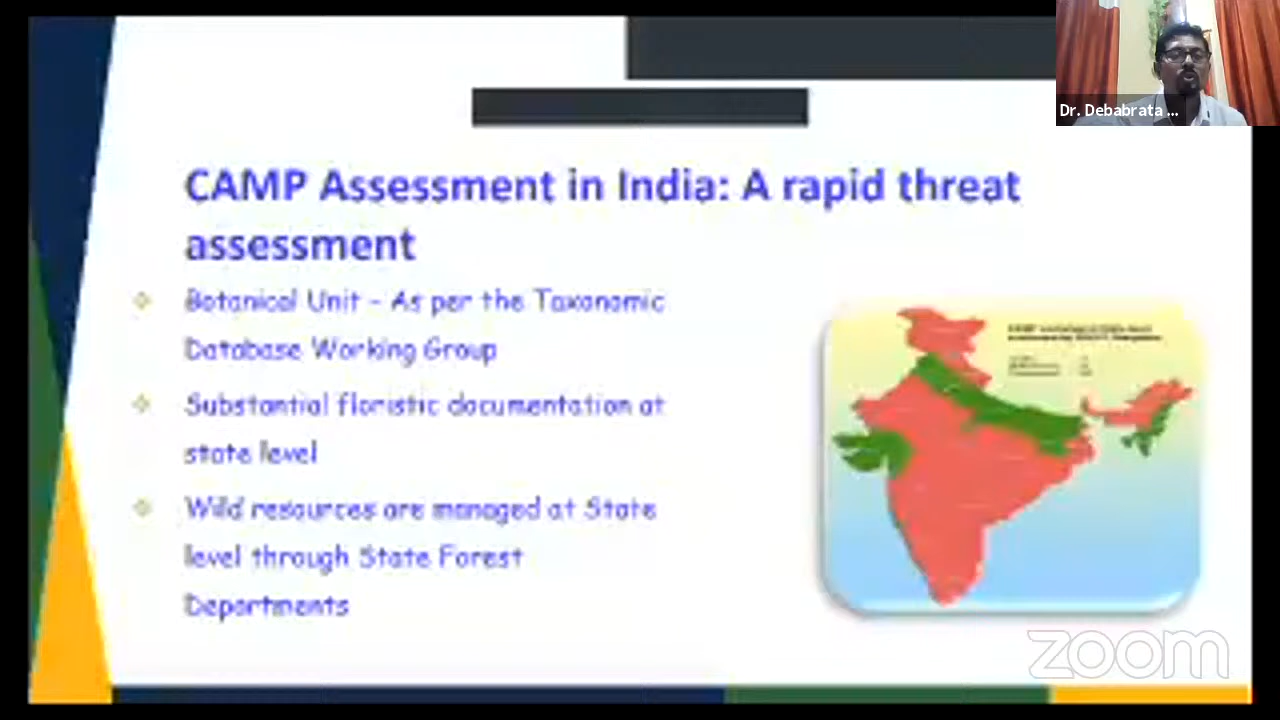 Dr. Debabrata ...
CAMP Assessment in India: A rapid threat
assessment
Botanical Unit - As per the Taxonomic
Database Working Group
Substantial floristic documentation at
state level
Wild resources are managed at State
level through State Forest
Departments
zoom